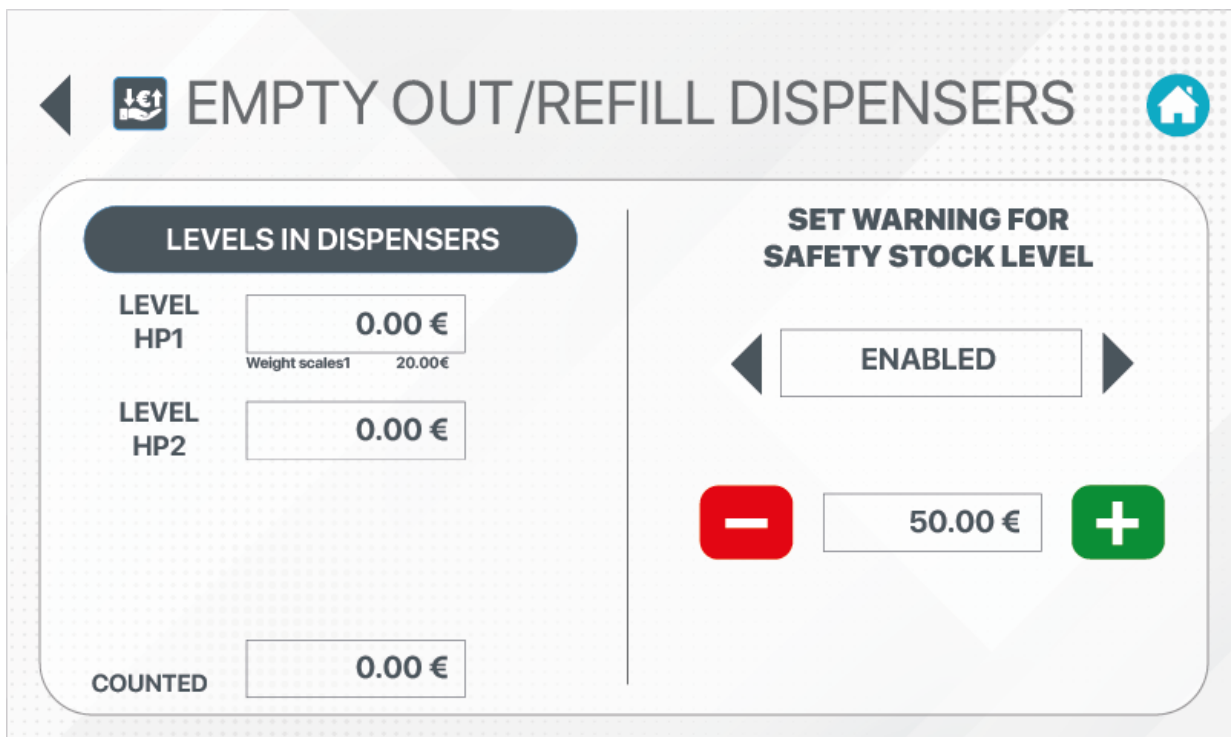 EMPTY OUT/REFILL DISPENSERS
LEVELS IN DISPENSERS
LEVEL
HP1
0.00 €
Weight scales1 20.00€
LEVEL
HP2
0.00 €
COUNTED
0.00 €
SET WARNING FOR
SAFETY STOCK LEVEL
ENABLED
50.00 €